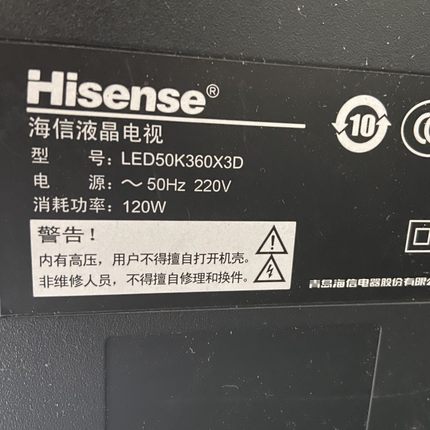 Hisense®
海信液晶电视
型 号：LED50K360X3D
电 源：～50Hz 220V
消耗功率：120W
10
警告！
内有高压，用户不得擅自打开机壳。
非维修人员，不得擅自修理和换件。
青岛海信电器股份有限